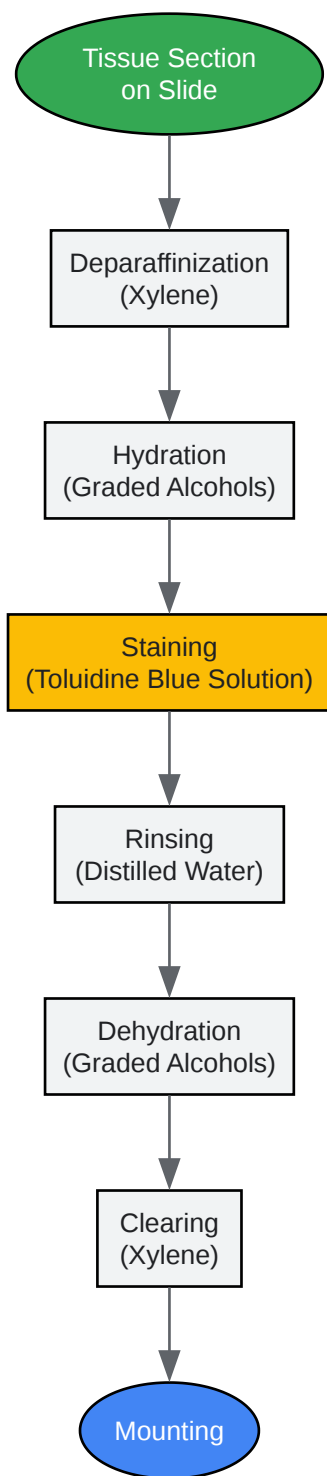 Tissue Section
on Slide
Deparaffinization
(Xylene)
Hydration
(Graded Alcohols)
Staining
(Toluidine Blue Solution)
Rinsing
(Distilled Water)
Dehydration
(Graded Alcohols)
Clearing
(Xylene)
Mounting